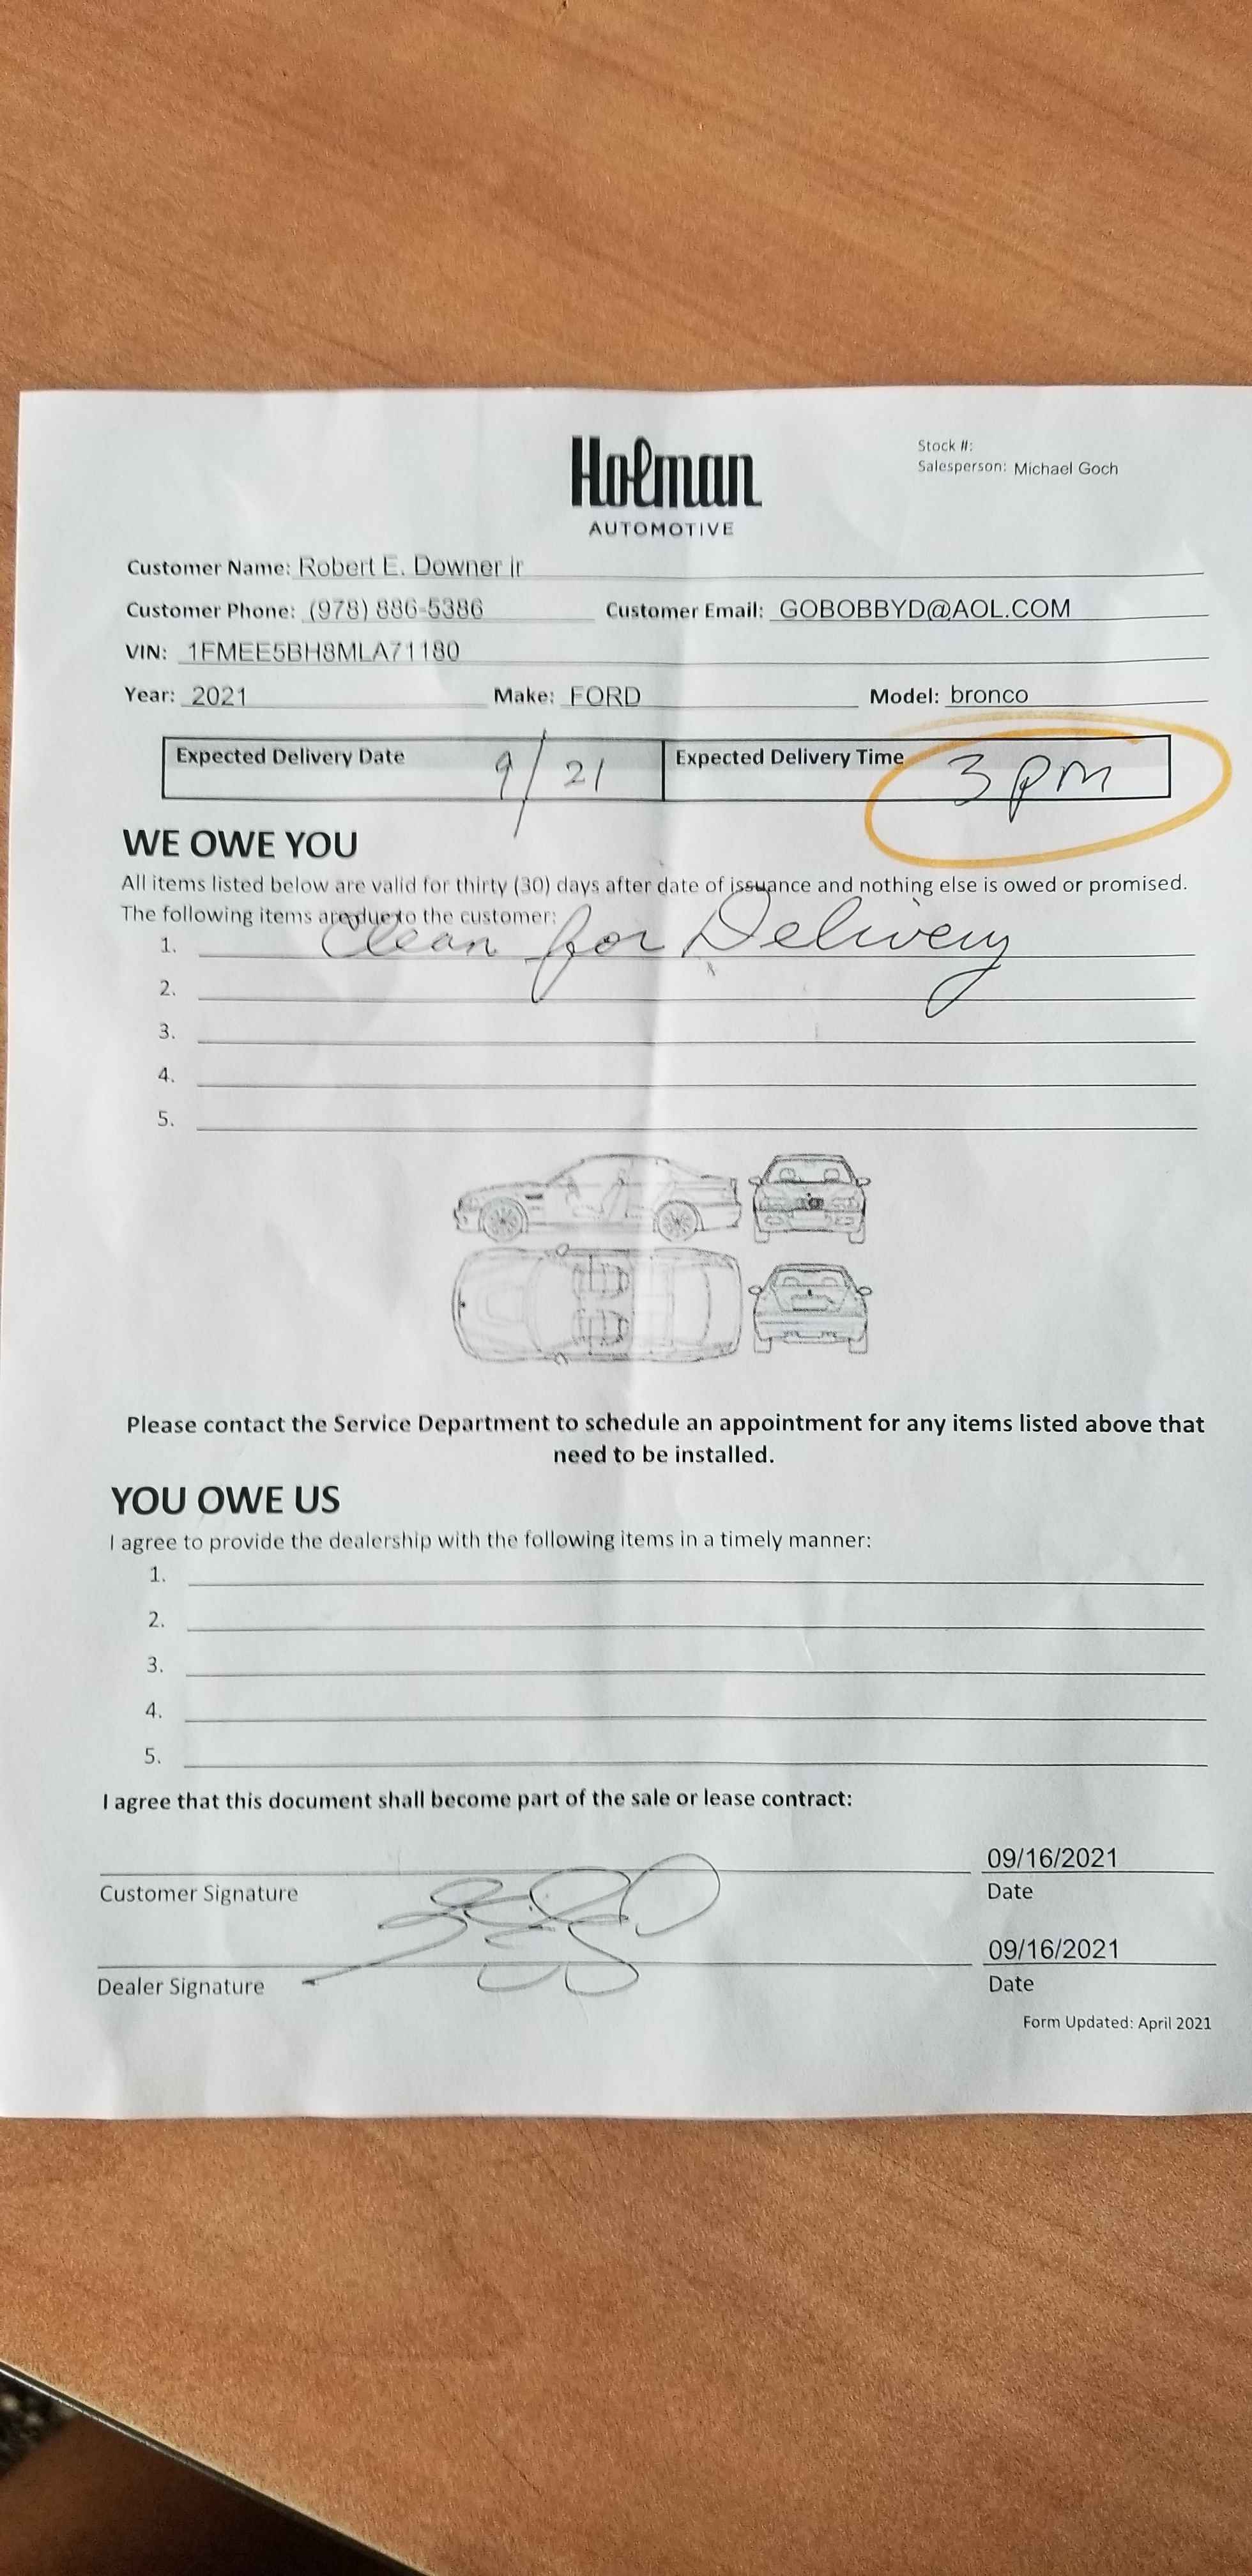 Holman
AUTOMOTIVE
Stock #:
Salesperson: Michael Goch
Customer Name: Robert E. Downer jr
Customer Phone: (978) 886-5386 Customer Email: GOBOBBYD@AOL.COM
VIN: 1FMEE5BH8MLA71180
Year: 2021 Make: FORD Model: bronco
Expected Delivery Date 9/21 Expected Delivery Time 3 pm
WE OWE YOU
All items listed below are valid for thirty (30) days after date of issuance and nothing else is owed or promised.
The following items are due to the customer:
1. Clean for Delivery
2.
3.
4.
5.
Please contact the Service Department to schedule an appointment for any items listed above that
need to be installed.
YOU OWE US
I agree to provide the dealership with the following items in a timely manner:
1.
2.
3.
4.
5.
I agree that this document shall become part of the sale or lease contract:
09/16/2021
Customer Signature Date
09/16/2021
Dealer Signature Date
Form Updated: April 2021